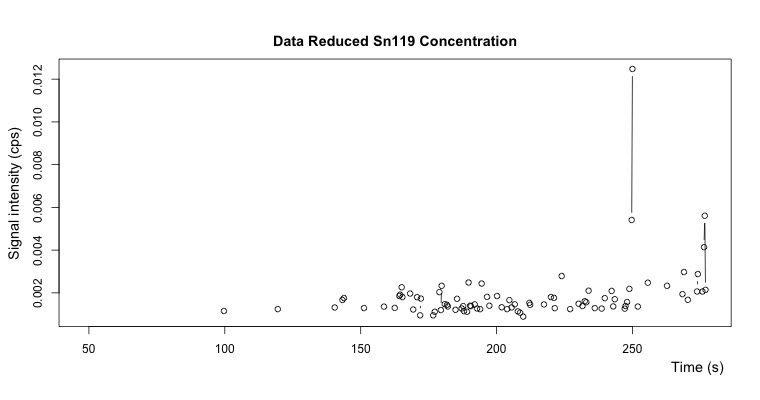 Data Reduced Sn119 Concentration
Signal intensity (cps)
0.012
0.010
0.008
0.006
0.004
0.002
50 100 150 200 250
Time (s)